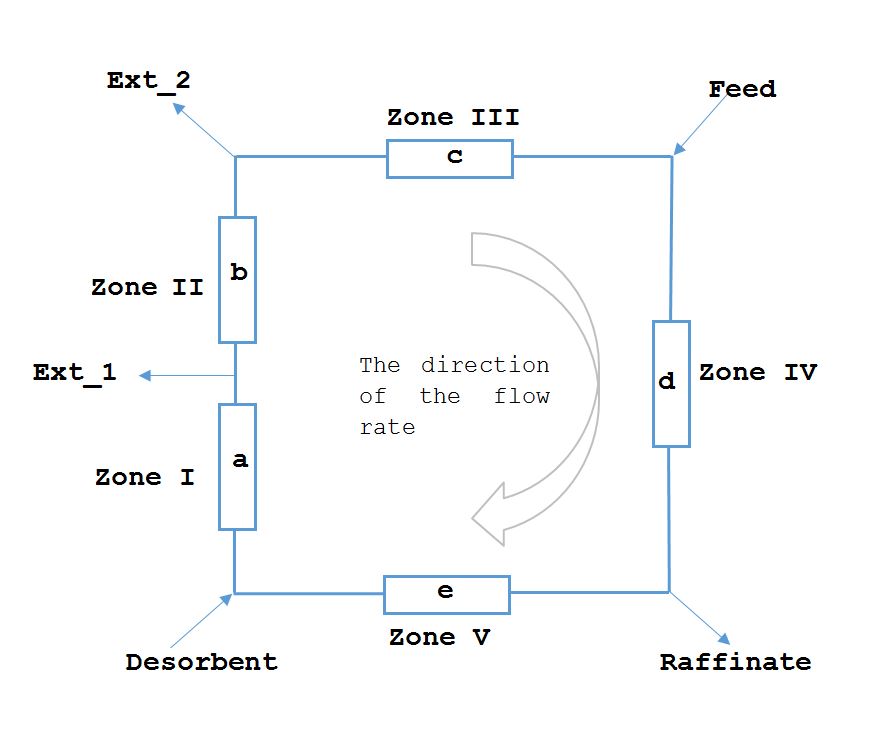 Ext_2
Feed
Zone III
c
b
Zone II
The direction
of the flow
rate
Ext_1
d
Zone IV
a
Zone I
e
Zone V
Desorbent
Raffinate